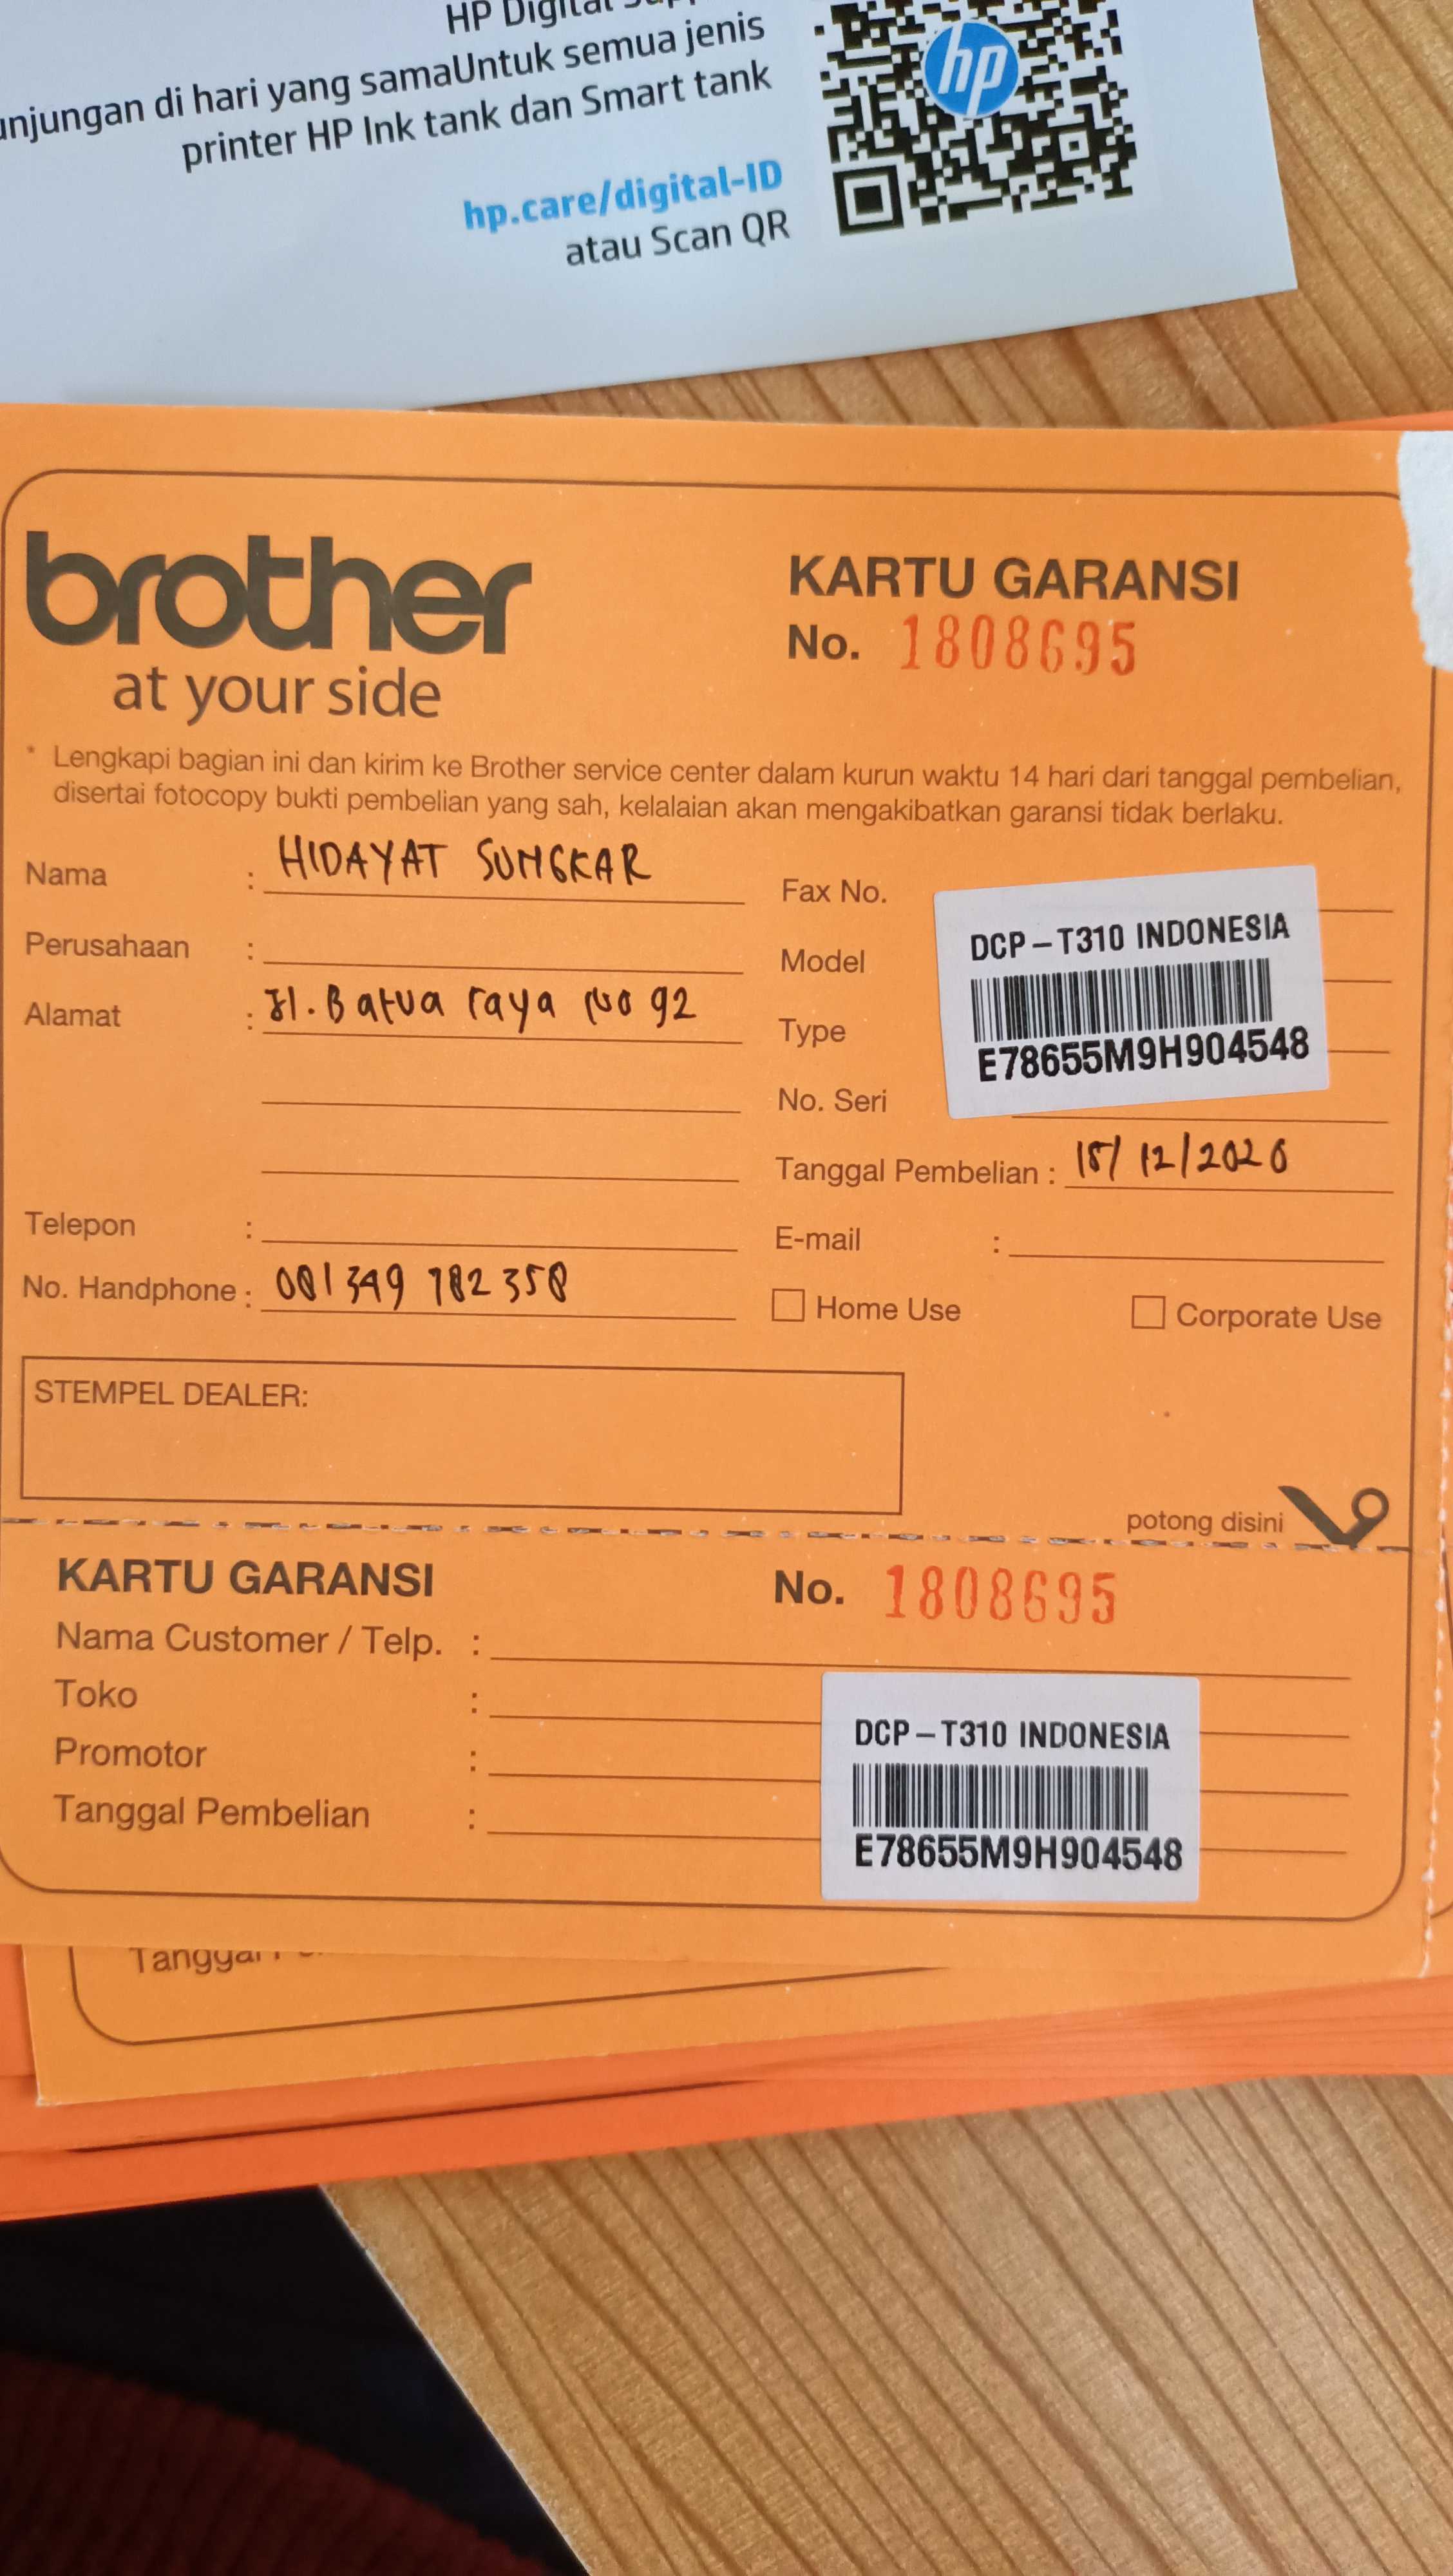 HP Digital
unjungan di hari yang samaUntuk semua jenis
printer HP Ink tank dan Smart tank
hp.care/digital-ID
atau Scan QR
hp
brother
at your side
KARTU GARANSI
No. 1808695
* Lengkapi bagian ini dan kirim ke Brother service center dalam kurun waktu 14 hari dari tanggal pembelian,
disertai fotocopy bukti pembelian yang sah, kelalaian akan mengakibatkan garansi tidak berlaku.
Nama : HIDAYAT SUNGKAR
Perusahaan :
Alamat : Jl. Batua raya No 92
Telepon :
No. Handphone : 081349 782 358
Fax No.
Model
Type
No. Seri
DCP-T310 INDONESIA
E78655M9H904548
Tanggal Pembelian : 15/12/2020
E-mail :
Home Use
Corporate Use
STEMPEL DEALER:
potong disini
KARTU GARANSI
No. 1808695
Nama Customer / Telp. :
Toko :
Promotor :
Tanggal Pembelian :
DCP-T310 INDONESIA
E78655M9H904548
Tanggal